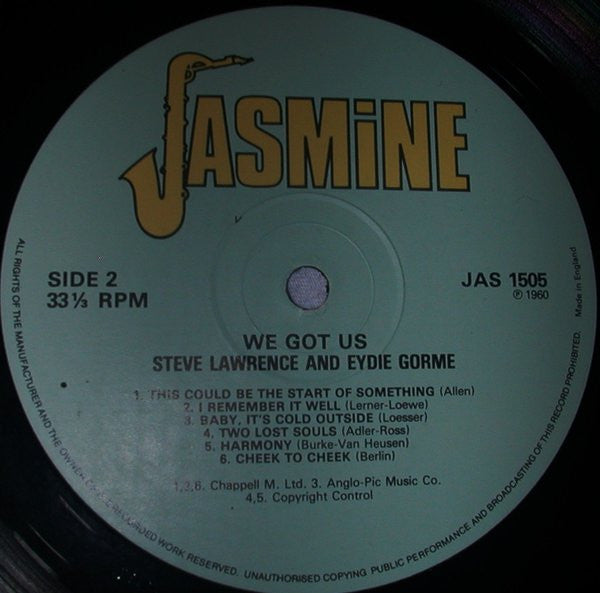 JASMiNE
SIDE 2
33⅓ RPM
JAS 1505
℗ 1960
Made in England
WE GOT US
STEVE LAWRENCE AND EYDIE GORME
1. THIS COULD BE THE START OF SOMETHING (Allen)
2. I REMEMBER IT WELL (Lerner-Loewe)
3. BABY, IT'S COLD OUTSIDE (Loesser)
4. TWO LOST SOULS (Adler-Ross)
5. HARMONY (Burke-Van Heusen)
6. CHEEK TO CHEEK (Berlin)
1,2,6. Chappell M. Ltd. 3. Anglo-Pic Music Co.
4,5. Copyright Control
ALL RIGHTS OF THE MANUFACTURER AND THE OWNER RECORDED WORK RESERVED. UNAUTHORISED COPYING PUBLIC PERFORMANCE AND BROADCASTING OF THIS RECORD PROHIBITED.